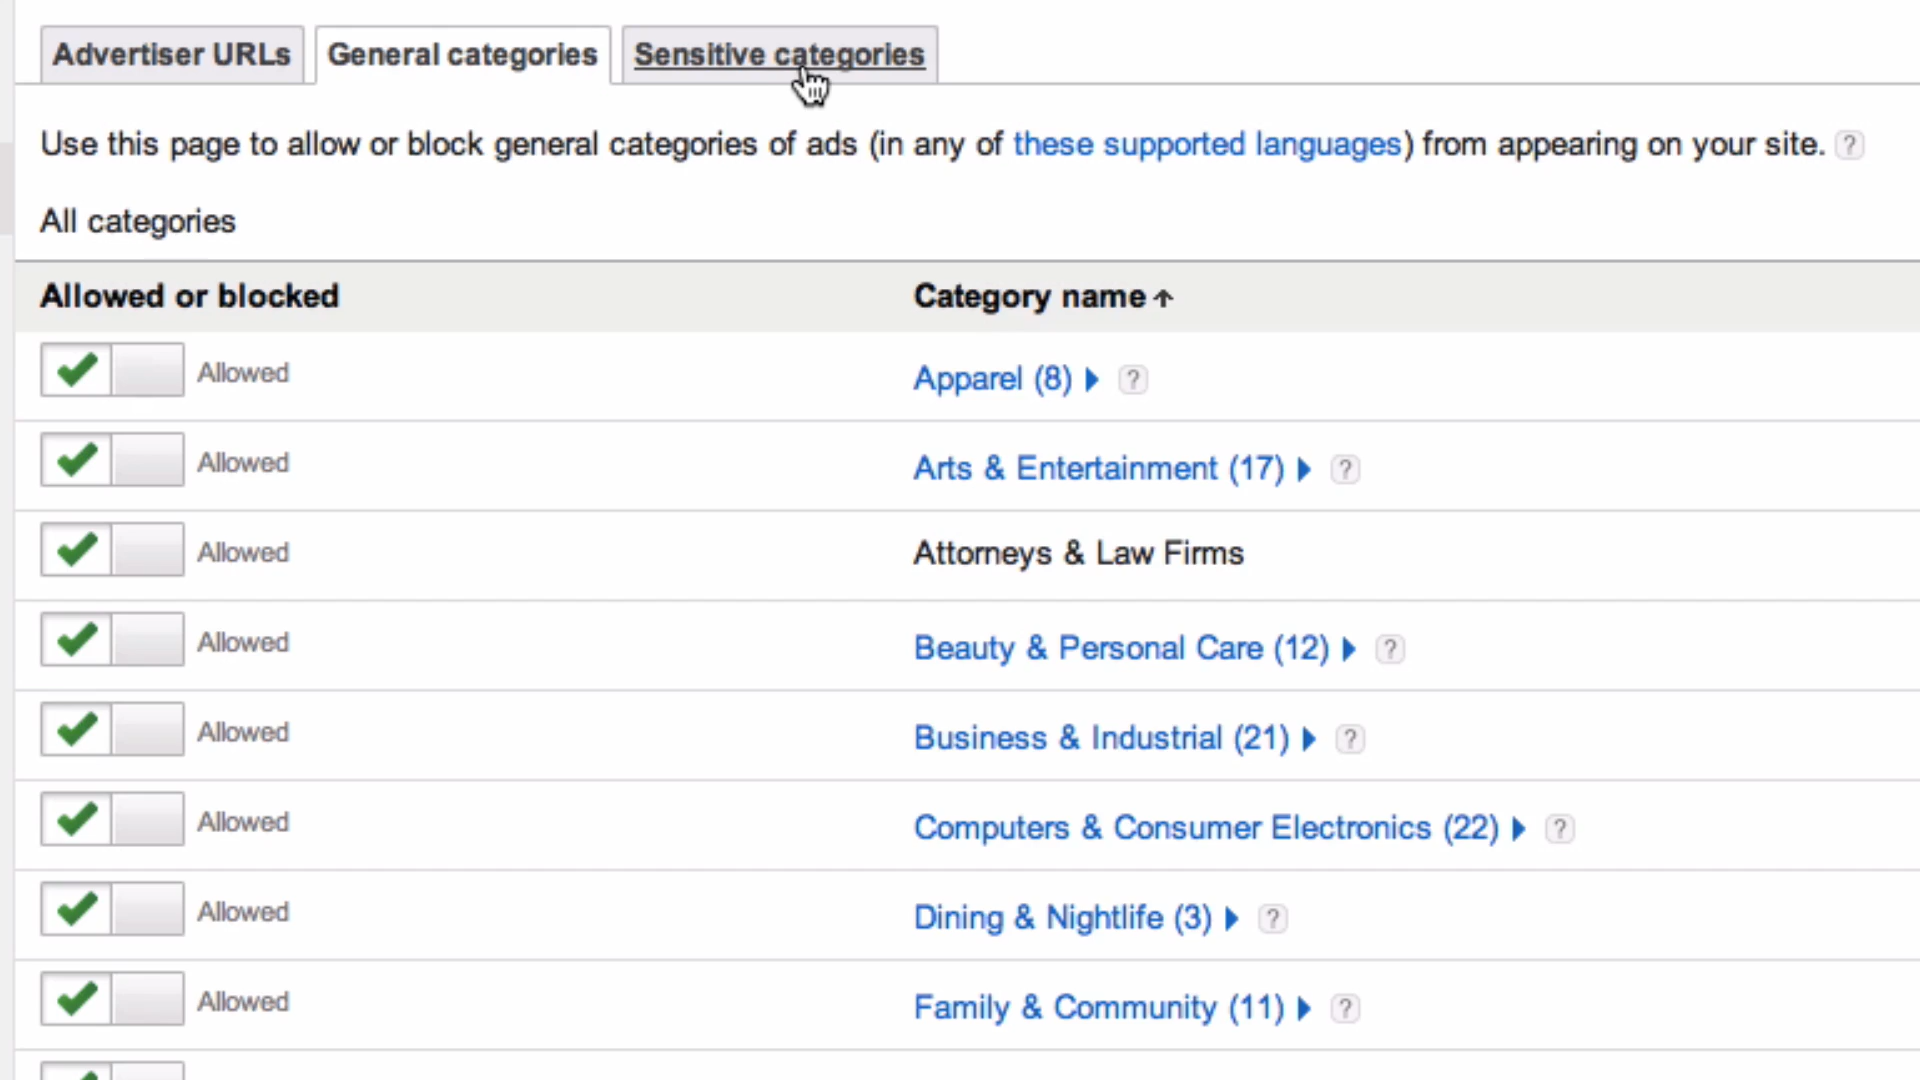 Advertiser URLs General categories Sensitive categories
Use this page to allow or block general categories of ads (in any of these supported languages) from appearing on your site. ?
All categories
Allowed or blocked Category name ↑
Allowed Apparel (8) ?
Allowed Arts & Entertainment (17) ?
Allowed Attorneys & Law Firms
Allowed Beauty & Personal Care (12) ?
Allowed Business & Industrial (21) ?
Allowed Computers & Consumer Electronics (22) ?
Allowed Dining & Nightlife (3) ?
Allowed Family & Community (11) ?